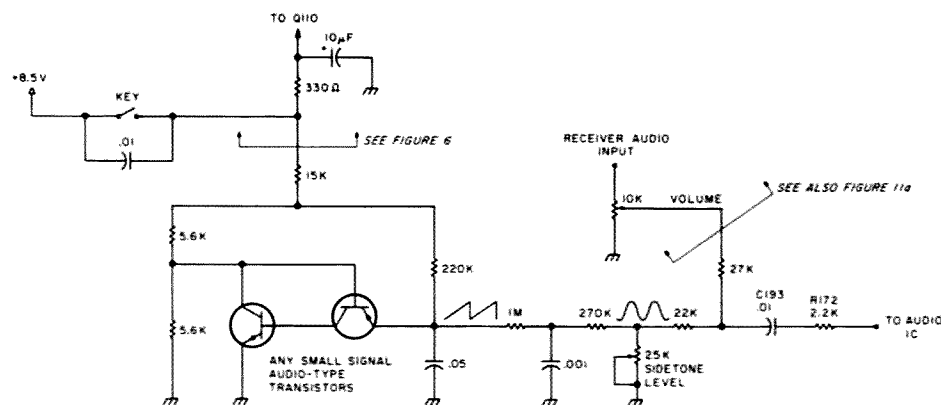 TO Q110
10µF
+
+8.5V
330Ω
KEY
.01
SEE FIGURE 6
RECEIVER AUDIO
INPUT
15K
SEE ALSO FIGURE 11a
10K
VOLUME
5.6K
220K
27K
C193
.01
R172
2.2K
1M
270K
22K
TO AUDIO
IC
5.6K
ANY SMALL SIGNAL
AUDIO-TYPE
TRANSISTORS
.05
.001
25K
SIDETONE
LEVEL